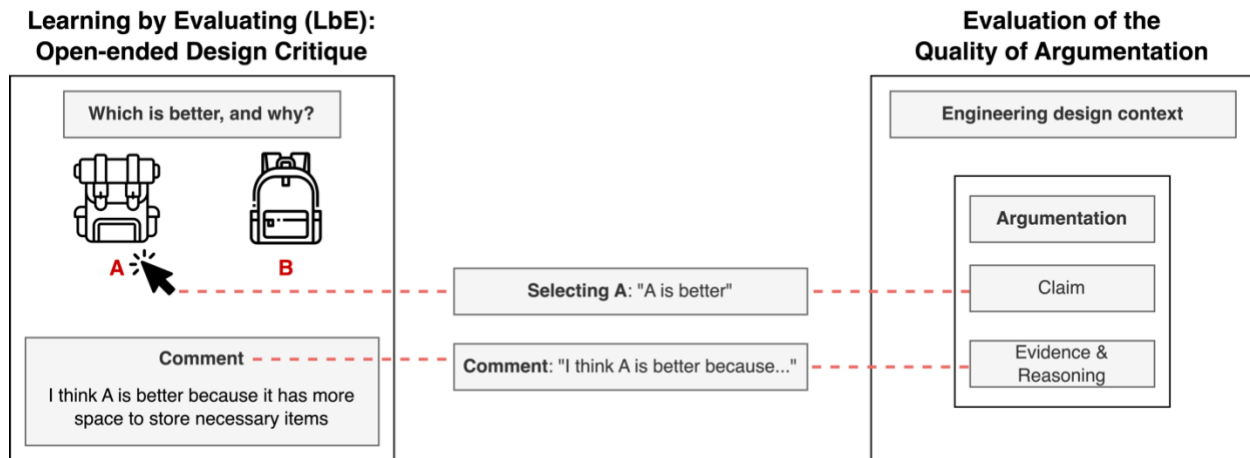 Learning by Evaluating (LbE):
Open-ended Design Critique
Which is better, and why?
A
B
Comment
I think A is better because it has more
space to store necessary items
Selecting A: "A is better"
Comment: "I think A is better because..."
Evaluation of the
Quality of Argumentation
Engineering design context
Argumentation
Claim
Evidence &
Reasoning